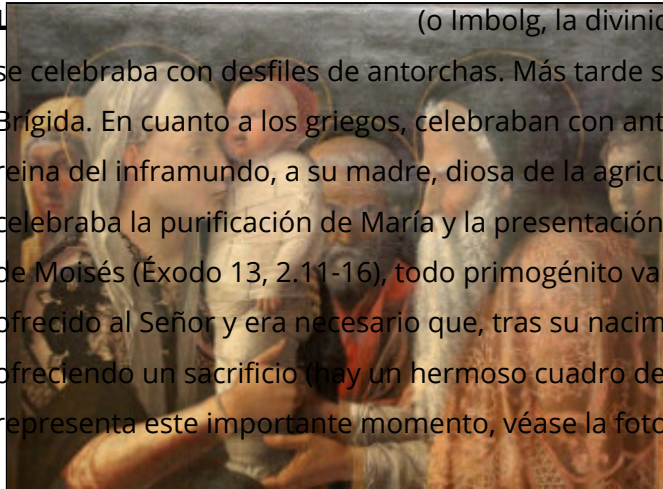 (o Imbolg, la divinid
se celebraba con desfiles de antorchas. Más tarde s
Brígida. En cuanto a los griegos, celebraban con ant
reina del inframundo, a su madre, diosa de la agricu
celebraba la purificación de María y la presentación
de Moisés (Éxodo 13, 2.11-16), todo primogénito va
ofrecido al Señor y era necesario que, tras su nacim
ofreciendo un sacrificio (hay un hermoso cuadro de
representa este importante momento, véase la foto